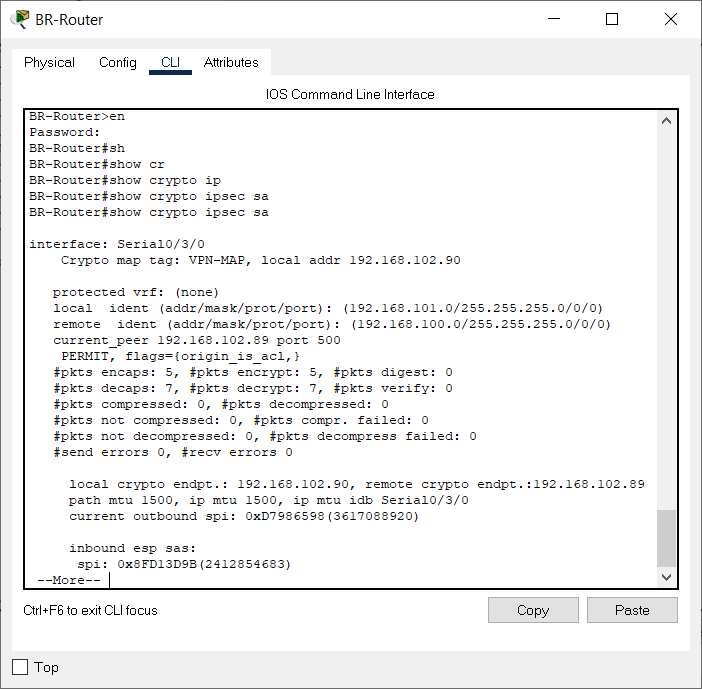 BR-Router
Physical Config CLI Attributes
IOS Command Line Interface
BR-Router>en
Password:
BR-Router#sh
BR-Router#show cr
BR-Router#show crypto ip
BR-Router#show crypto ipsec sa
BR-Router#show crypto ipsec sa
interface: Serial0/3/0
Crypto map tag: VPN-MAP, local addr 192.168.102.90
protected vrf: (none)
local  ident (addr/mask/prot/port): (192.168.101.0/255.255.255.0/0/0)
remote  ident (addr/mask/prot/port): (192.168.100.0/255.255.255.0/0/0)
current_peer 192.168.102.89 port 500
PERMIT, flags={origin_is_acl,}
#pkts encaps: 5, #pkts encrypt: 5, #pkts digest: 0
#pkts decaps: 7, #pkts decrypt: 7, #pkts verify: 0
#pkts compressed: 0, #pkts decompressed: 0
#pkts not compressed: 0, #pkts compr. failed: 0
#pkts not decompressed: 0, #pkts decompress failed: 0
#send errors 0, #recv errors 0
local crypto endpt.: 192.168.102.90, remote crypto endpt.:192.168.102.89
path mtu 1500, ip mtu 1500, ip mtu idb Serial0/3/0
current outbound spi: 0xD7986598(3617088920)
inbound esp sas:
spi: 0x8FD13D9B(2412854683)
--More--
Ctrl+F6 to exit CLI focus
Copy
Paste
Top